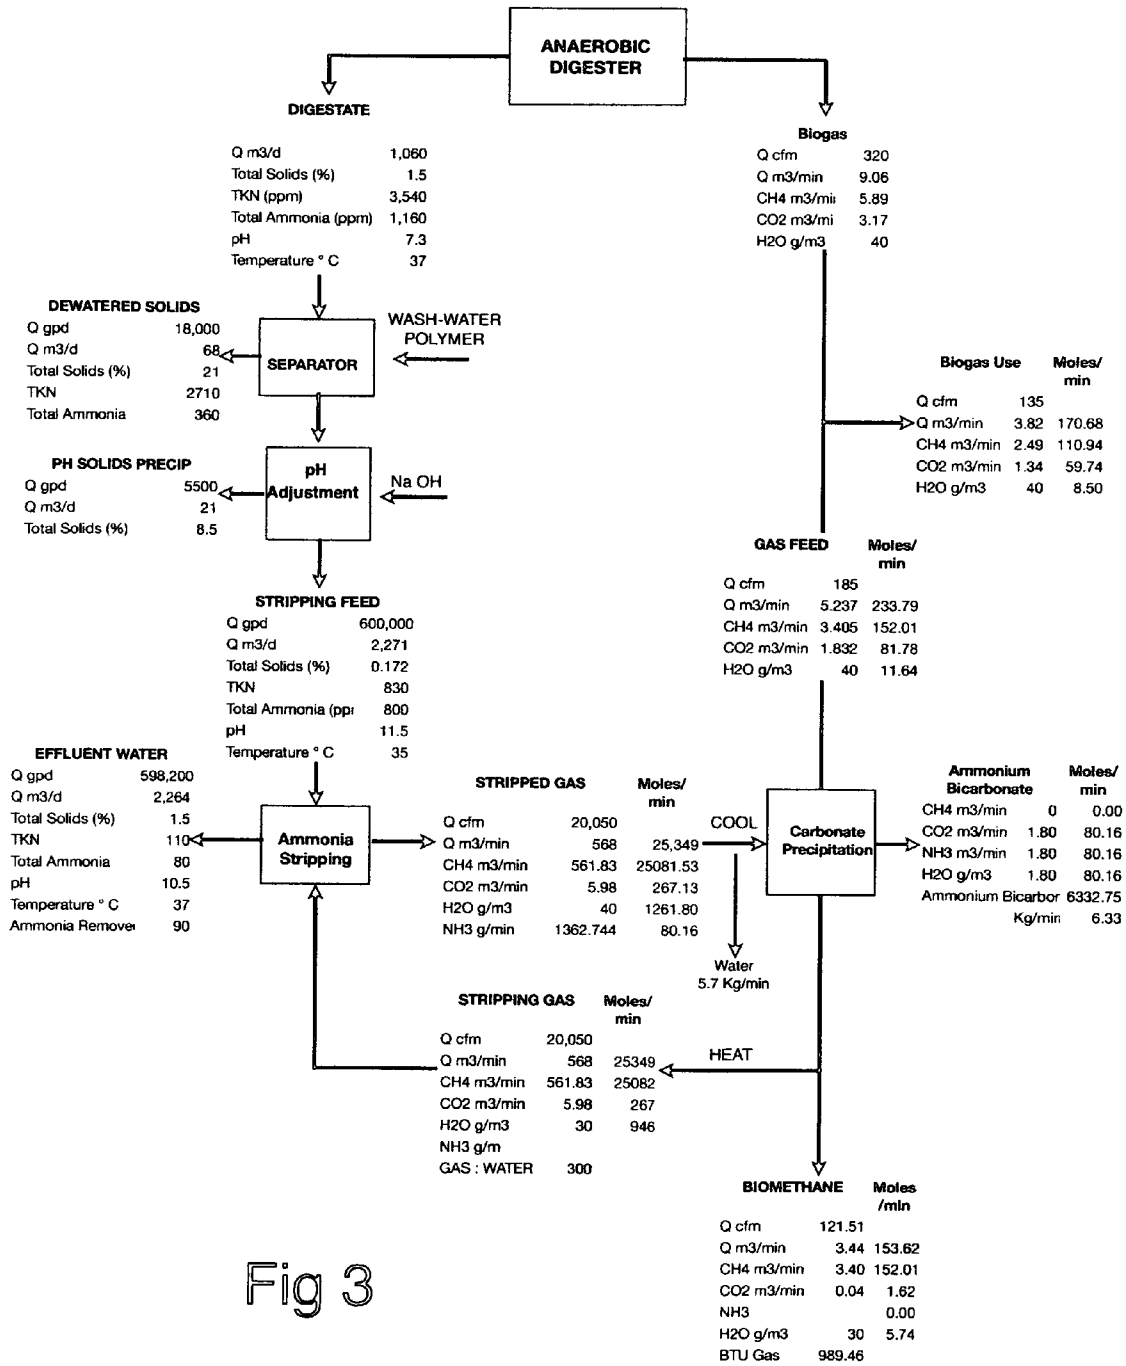 ANAEROBIC
DIGESTER
DIGESTATE
Q m3/d 1,060
Total Solids (%) 1.5
TKN (ppm) 3,540
Total Ammonia (ppm) 1,160
pH 7.3
Temperature ° C 37
Biogas
Q cfm 320
Q m3/min 9.06
CH4 m3/mi 5.89
CO2 m3/mi 3.17
H2O g/m3 40
DEWATERED SOLIDS
Q gpd 18,000
Q m3/d 68
Total Solids (%) 21
TKN 2710
Total Ammonia 360
SEPARATOR
WASH-WATER
POLYMER
Biogas Use Moles/
min
Q cfm 135
Q m3/min 3.82 170.68
CH4 m3/min 2.49 110.94
CO2 m3/min 1.34 59.74
H2O g/m3 40 8.50
PH SOLIDS PRECIP
Q gpd 5500
Q m3/d 21
Total Solids (%) 8.5
pH
Adjustment
Na OH
GAS FEED Moles/
min
Q cfm 185
Q m3/min 5.237 233.79
CH4 m3/min 3.405 152.01
CO2 m3/min 1.832 81.78
H2O g/m3 40 11.64
STRIPPING FEED
Q gpd 600,000
Q m3/d 2,271
Total Solids (%) 0.172
TKN 830
Total Ammonia (ppi 800
pH 11.5
Temperature ° C 35
EFFLUENT WATER
Q gpd 598,200
Q m3/d 2,264
Total Solids (%) 1.5
TKN 110
Total Ammonia 80
pH 10.5
Temperature ° C 37
Ammonia Remove 90
Ammonia
Stripping
STRIPPED GAS Moles/
min
Q cfm 20,050
Q m3/min 568 25,349
CH4 m3/min 561.83 25081.53
CO2 m3/min 5.98 267.13
H2O g/m3 40 1261.80
NH3 g/min 1362.744 80.16
COOL
Water
5.7 Kg/min
Carbonate
Precipitation
Ammonium Moles/
Bicarbonate min
CH4 m3/min 0 0.00
CO2 m3/min 1.80 80.16
NH3 m3/min 1.80 80.16
H2O g/m3 1.80 80.16
Ammonium Bicarbor 6332.75
Kg/min 6.33
STRIPPING GAS Moles/
min
Q cfm 20,050
Q m3/min 568 25349
CH4 m3/min 561.83 25082
CO2 m3/min 5.98 267
H2O g/m3 30 946
NH3 g/m
GAS : WATER 300
HEAT
BIOMETHANE Moles
/min
Q cfm 121.51
Q m3/min 3.44 153.62
CH4 m3/min 3.40 152.01
CO2 m3/min 0.04 1.62
NH3 0.00
H2O g/m3 30 5.74
BTU Gas 989.46
Fig 3